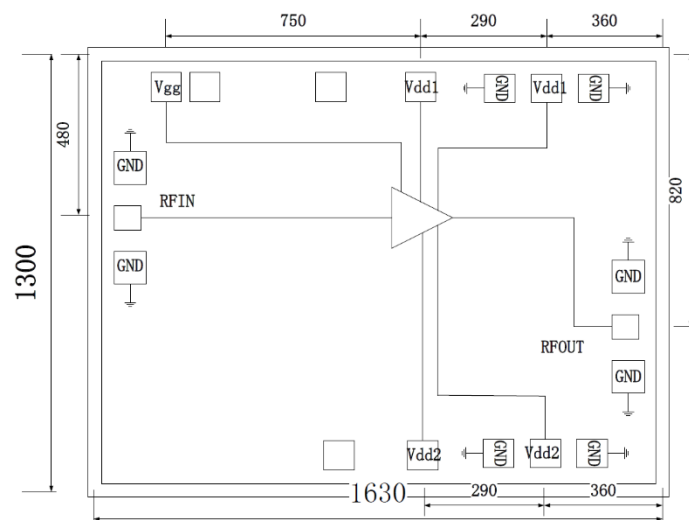 750 290 360
Vgg Vdd1 GND Vdd1 GND
480
820
GND
RFIN
GND
1300
GND
RFOUT
GND
Vdd2 GND Vdd2 GND
1630 290 360